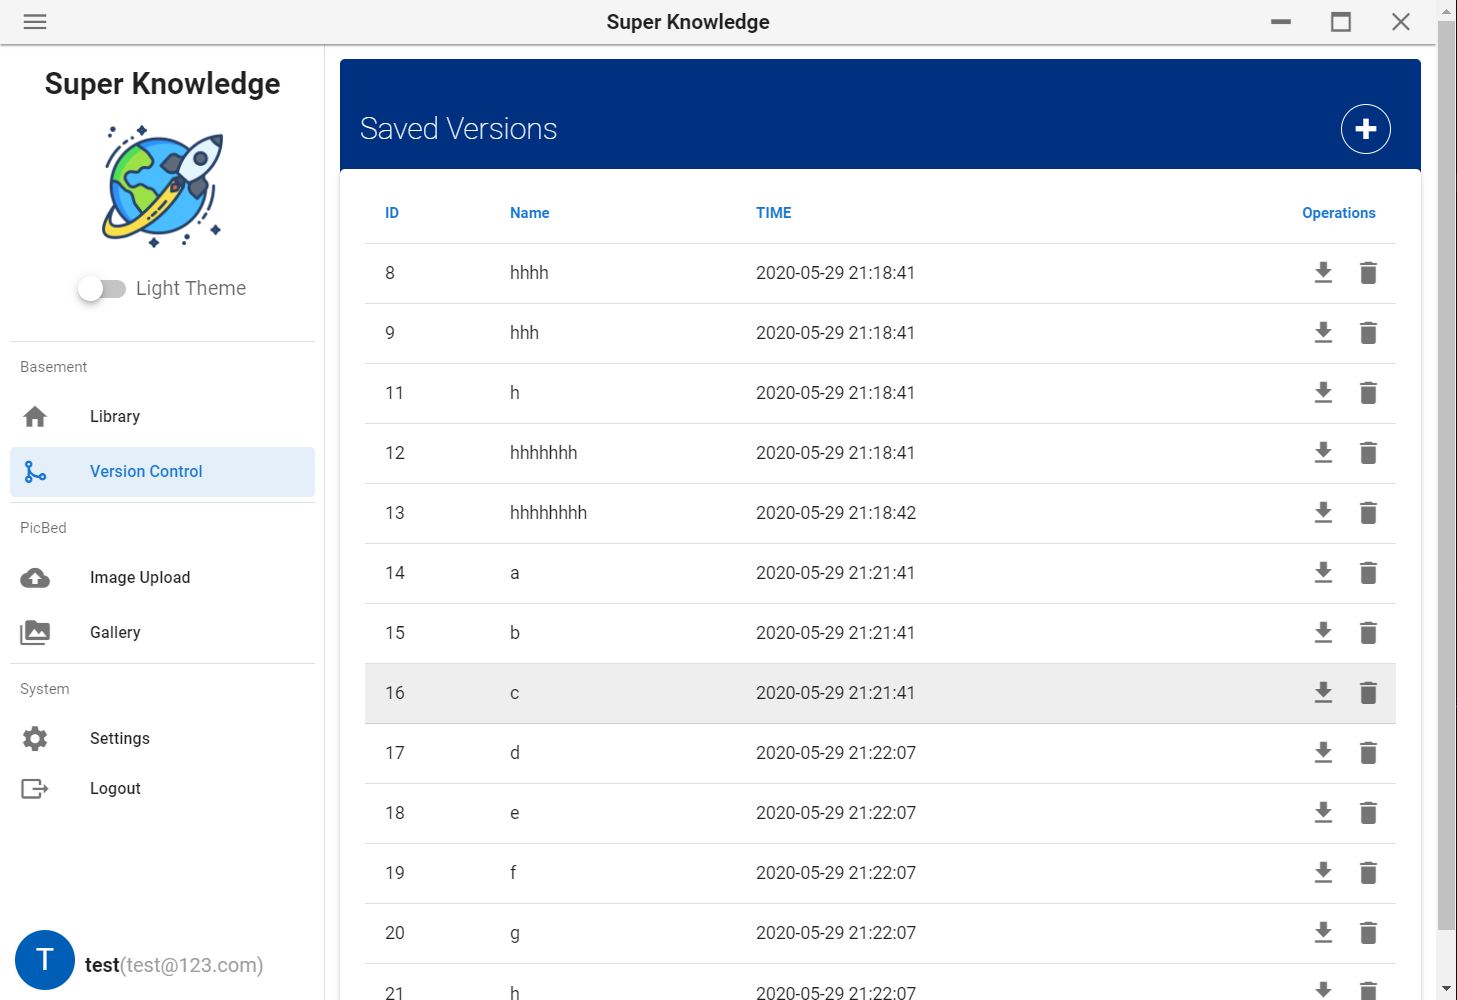 Super Knowledge
Super Knowledge
Light Theme
Basement
Library
Version Control
PicBed
Image Upload
Gallery
System
Settings
Logout
T
test(test@123.com)
Saved Versions
ID Name TIME Operations
8 hhhh 2020-05-29 21:18:41
9 hhh 2020-05-29 21:18:41
11 h 2020-05-29 21:18:41
12 hhhhhhh 2020-05-29 21:18:41
13 hhhhhhhh 2020-05-29 21:18:42
14 a 2020-05-29 21:21:41
15 b 2020-05-29 21:21:41
16 c 2020-05-29 21:21:41
17 d 2020-05-29 21:22:07
18 e 2020-05-29 21:22:07
19 f 2020-05-29 21:22:07
20 g 2020-05-29 21:22:07
21 h 2020-05-29 21:22:07